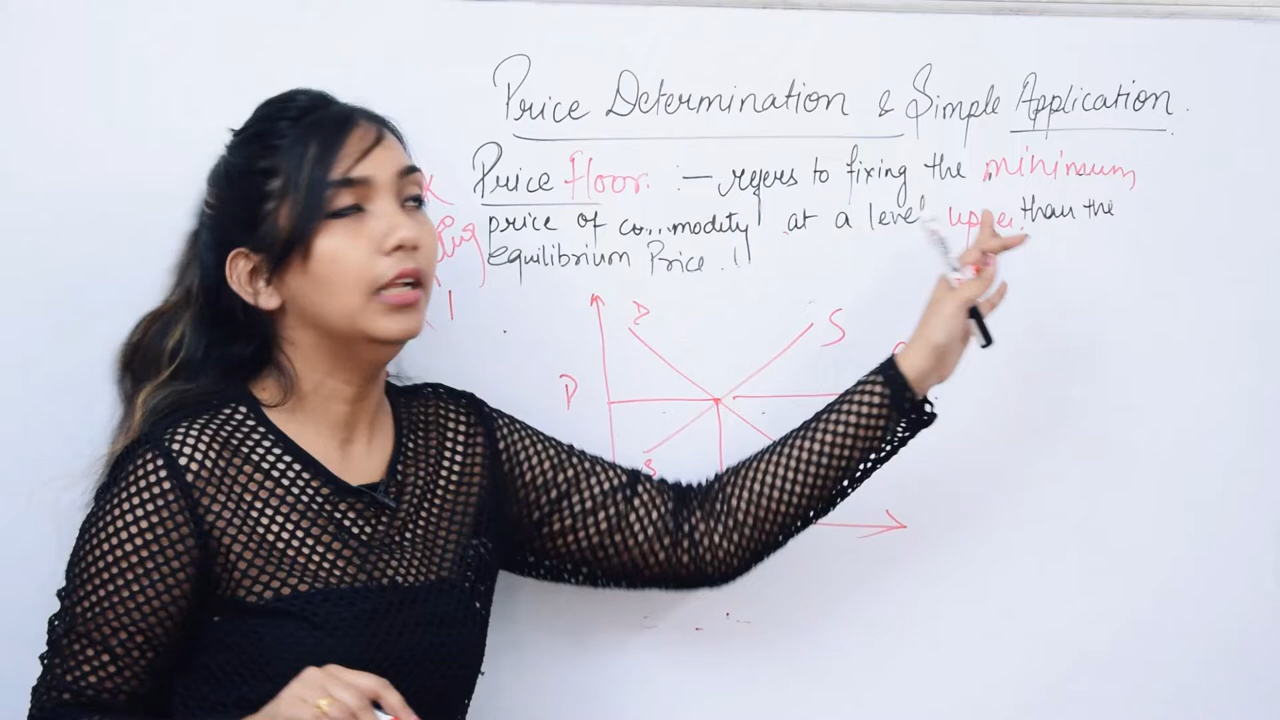 Price Determination & Simple Application.
Price Floor :— refers to fixing the minimum
price of commodity at a level upper than the
equilibrium Price.
D
S
P
S